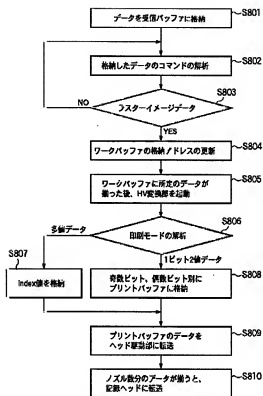 データを受信バッファに格納
S801
格納したデータのコマンドの解析
S802
S803
ラスターイメージデータ
NO
YES
ワークバッファの格納アドレスの更新
S804
S805
ワークバッファに所定のデータが
揃った後、HV変換部を起動
S806
多値データ
印刷モードの解析
1ビット2値データ
S807
Index値を格納
奇数ビット、偶数ビット別に
プリントバッファに格納
S808
プリントバッファのデータを
ヘッド駆動部に転送
S809
ノズル数分のデータが揃うと、
記録ヘッドに転送
S810